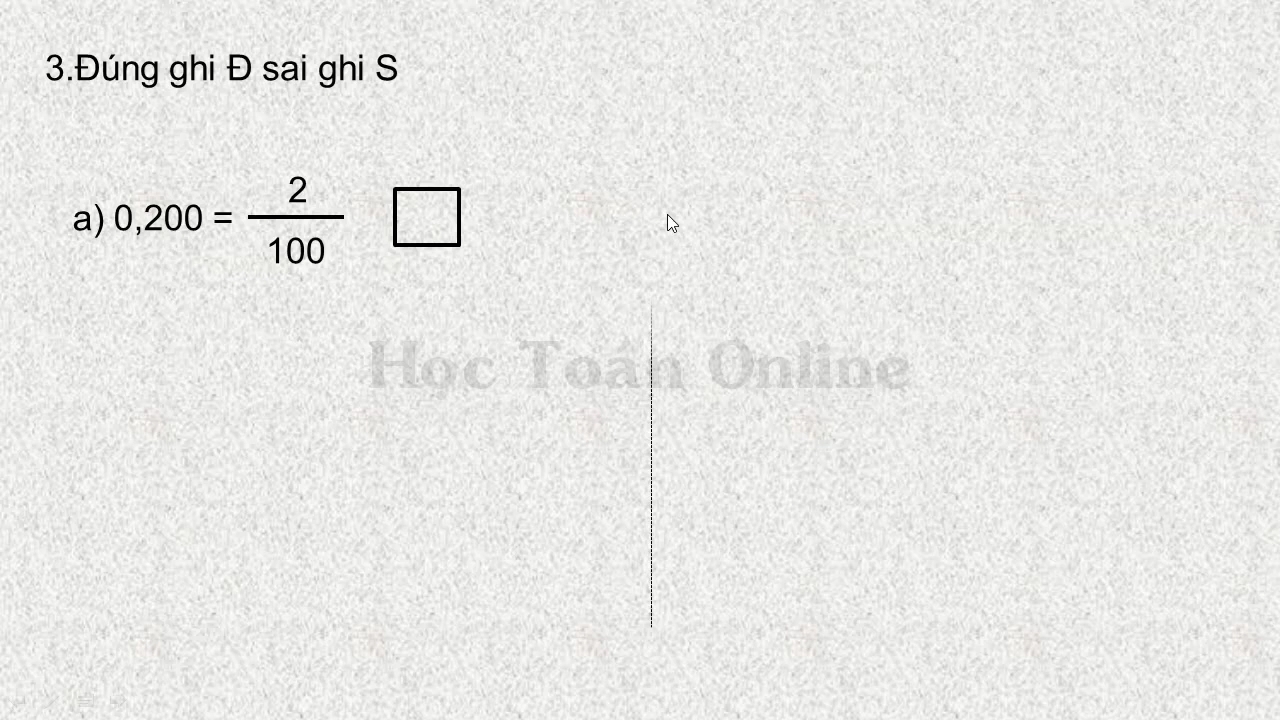 3.Đúng ghi Đ sai ghi S
a) 0,200 = 2/100
Học Toán Online